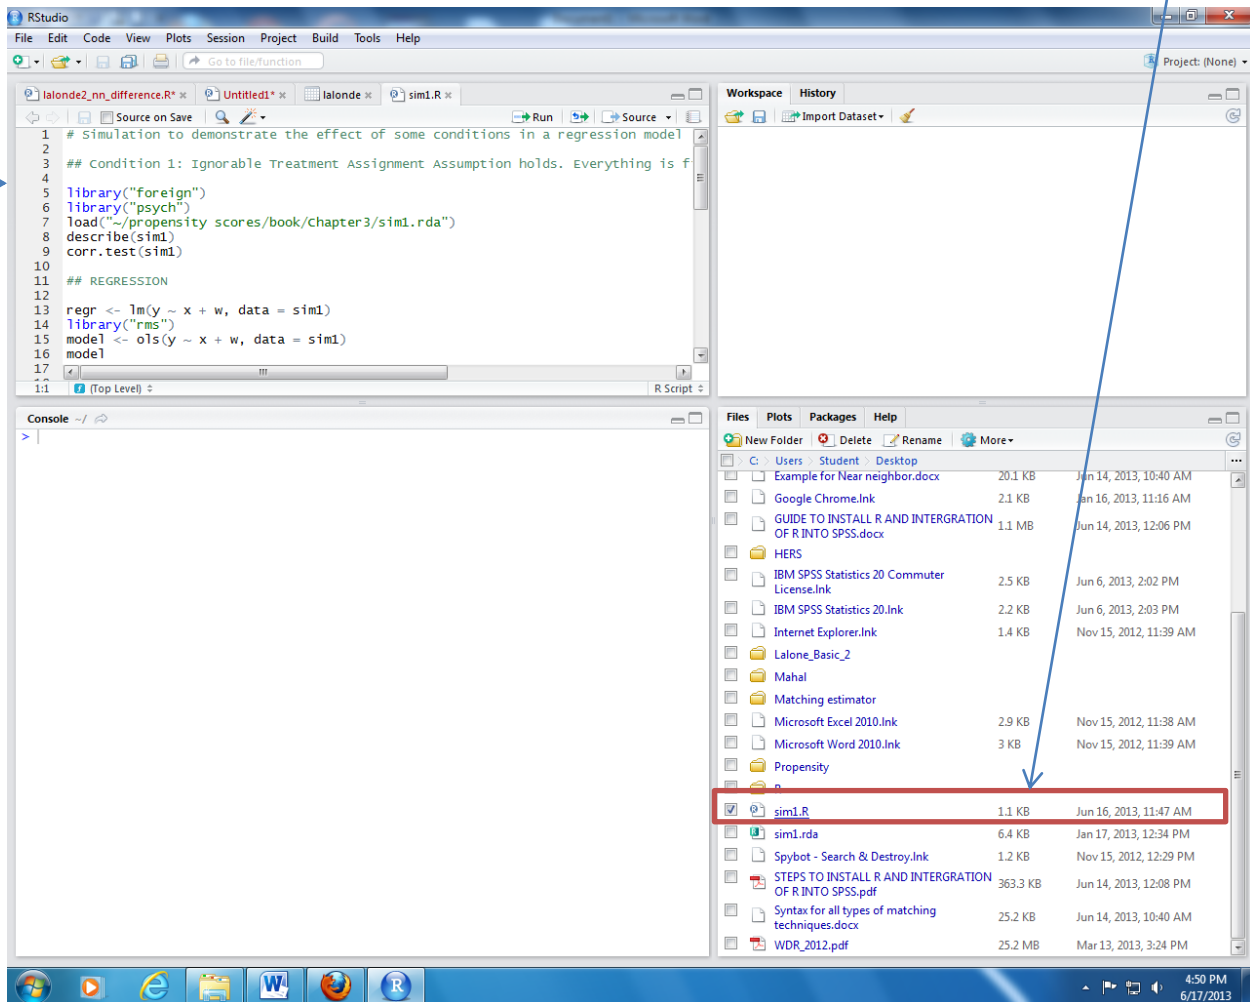 RStudio
File Edit Code View Plots Session Project Build Tools Help
Go to file/function
Project: (None)
lalonde2_nn_difference.R* Untitled1* lalonde sim1.R
Source on Save Run Source
1 # Simulation to demonstrate the effect of some conditions in a regression model
2
3 ## Condition 1: Ignorable Treatment Assignment Assumption holds. Everything is f
4
5 library("foreign")
6 library("psych")
7 load("~/propensity scores/book/Chapter3/sim1.rda")
8 describe(sim1)
9 corr.test(sim1)
10
11 ## REGRESSION
12
13 regr <- lm(y ~ x + w, data = sim1)
14 library("rms")
15 model <- ols(y ~ x + w, data = sim1)
16 model
17
1:1 (Top Level) R Script
Console ~/
>
Workspace History
Import Dataset
Files Plots Packages Help
New Folder Delete Rename More
C: Users Student Desktop
Example for Near neighbor.docx 20.1 KB Jun 14, 2013, 10:40 AM
Google Chrome.lnk 2.1 KB Jan 16, 2013, 11:16 AM
GUIDE TO INSTALL R AND INTERGRATION OF R INTO SPSS.docx 1.1 MB Jun 14, 2013, 12:06 PM
HERS
IBM SPSS Statistics 20 Commuter License.lnk 2.5 KB Jun 6, 2013, 2:02 PM
IBM SPSS Statistics 20.lnk 2.2 KB Jun 6, 2013, 2:03 PM
Internet Explorer.lnk 1.4 KB Nov 15, 2012, 11:39 AM
Lalone_Basic_2
Mahal
Matching estimator
Microsoft Excel 2010.lnk 2.9 KB Nov 15, 2012, 11:38 AM
Microsoft Word 2010.lnk 3 KB Nov 15, 2012, 11:39 AM
Propensity
sim1.R 1.1 KB Jun 16, 2013, 11:47 AM
sim1.rda 6.4 KB Jan 17, 2013, 12:34 PM
Spybot - Search & Destroy.lnk 1.2 KB Nov 15, 2012, 12:29 PM
STEPS TO INSTALL R AND INTERGRATION OF R INTO SPSS.pdf 363.3 KB Jun 14, 2013, 12:08 PM
Syntax for all types of matching techniques.docx 25.2 KB Jun 14, 2013, 10:40 AM
WDR_2012.pdf 25.2 MB Mar 13, 2013, 3:24 PM
4:50 PM
6/17/2013